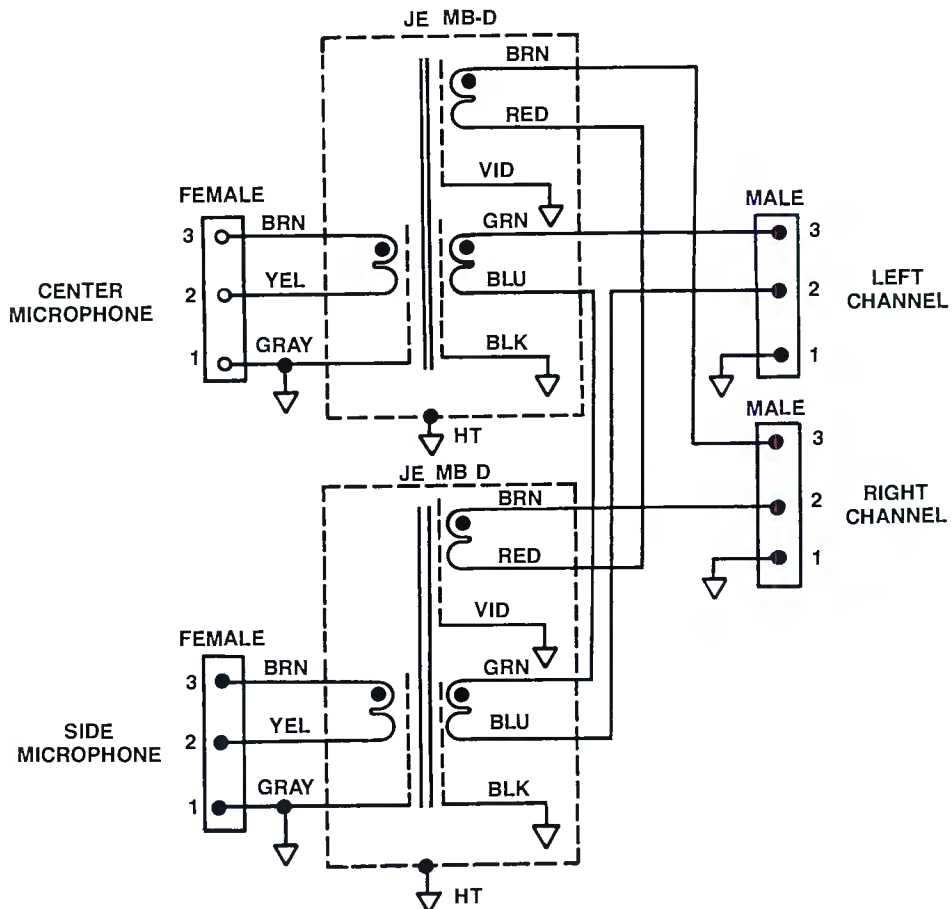 JE MB-D
BRN
RED
VID
FEMALE
MALE
3 BRN
GRN
3
CENTER
MICROPHONE
2 YEL
BLU
2
LEFT
CHANNEL
1 GRAY
BLK
1
HT
MALE
3
JE MB D
BRN
2
RIGHT
CHANNEL
RED
1
VID
FEMALE
3 BRN
GRN
SIDE
MICROPHONE
2 YEL
BLU
1 GRAY
BLK
HT